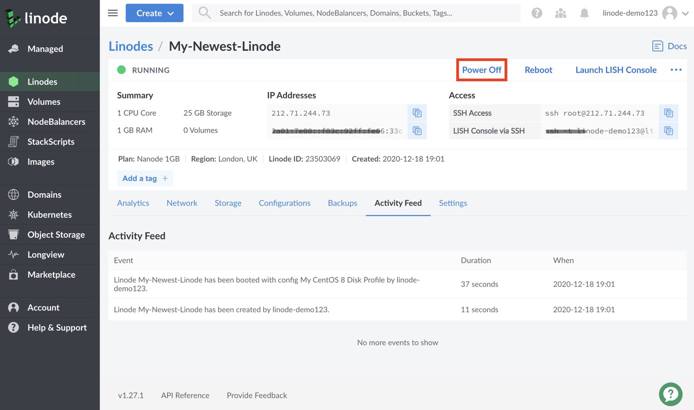 linode
Create
Search for Linodes, Volumes, NodeBalancers, Domains, Buckets, Tags...
linode-demo123
Managed
Linodes
Volumes
NodeBalancers
StackScripts
Images
Domains
Kubernetes
Object Storage
Longview
Marketplace
Account
Help & Support
Linodes / My-Newest-Linode
Docs
RUNNING
Power Off
Reboot
Launch LISH Console
Summary
IP Addresses
Access
1 CPU Core
25 GB Storage
212.71.244.73
SSH Access
ssh root@212.71.244.73
1 GB RAM
0 Volumes
LISH Console via SSH
Plan: Nanode 1GB
Region: London, UK
Linode ID: 23503069
Created: 2020-12-18 19:01
Add a tag +
Analytics
Network
Storage
Configurations
Backups
Activity Feed
Settings
Activity Feed
Event
Duration
When
Linode My-Newest-Linode has been booted with config My CentOS 8 Disk Profile by linode-
demo123.
37 seconds
2020-12-18 19:01
Linode My-Newest-Linode has been created by linode-demo123.
11 seconds
2020-12-18 19:01
No more events to show
v1.27.1
API Reference
Provide Feedback